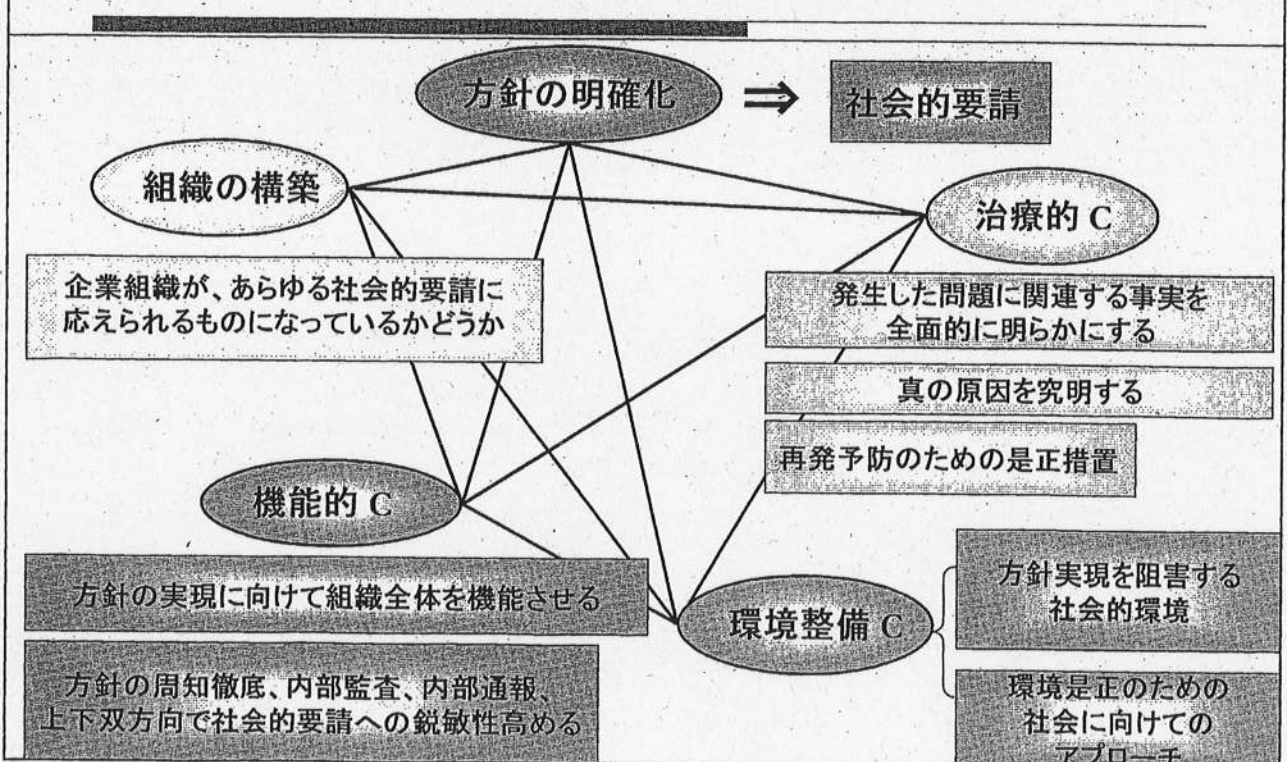 方針の明確化
⇒
社会的要請
組織の構築
企業組織が、あらゆる社会的要請に
応えられるものになっているかどうか
治療的 C
発生した問題に関連する事実を
全面的に明らかにする
真の原因を究明する
再発予防のための是正措置
機能的 C
方針の実現に向けて組織全体を機能させる
方針の周知徹底、内部監査、内部通報、
上下双方向で社会的要請への鋭敏性高める
環境整備 C
方針実現を阻害する
社会的環境
環境是正のための
社会に向けての
アプローチ